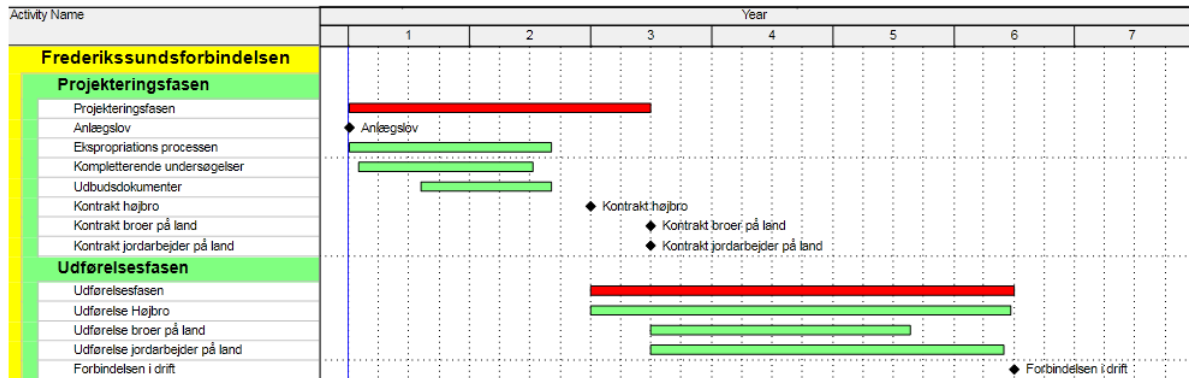 Activity Name
Year
1 2 3 4 5 6 7
Frederikssundsforbindelsen
Projekteringsfasen
Projekteringsfasen
Anlægslov Anlægslov
Ekspropriations processen
Kompletterende undersøgelser
Udbudsdokumenter
Kontrakt højbro Kontrakt højbro
Kontrakt broer på land Kontrakt broer på land
Kontrakt jordarbejder på land Kontrakt jordarbejder på land
Udførelsesfasen
Udførelsesfasen
Udførelse Højbro
Udførelse broer på land
Udførelse jordarbejder på land
Forbindelsen i drift Forbindelsen i drift